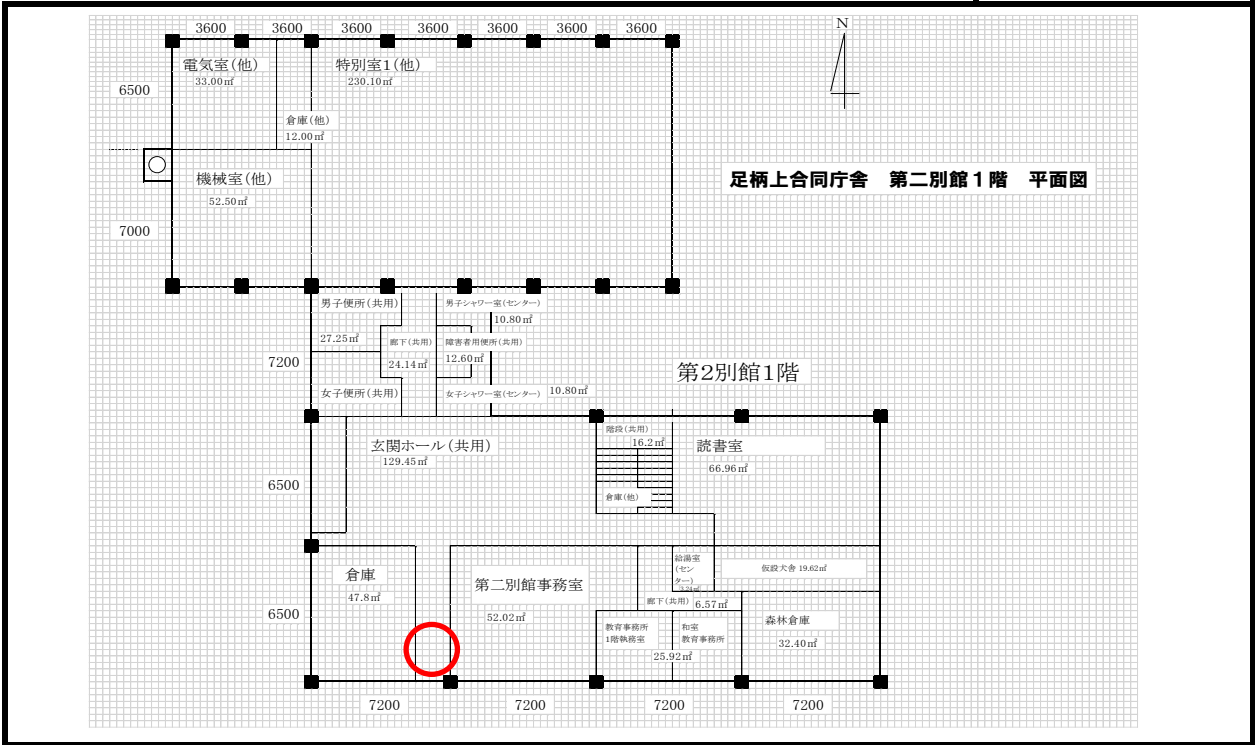 3600 3600 3600 3600 3600 3600 3600
N
電気室(他)
33.00㎡
特別室1(他)
230.10㎡
6500
倉庫(他)
12.00㎡
機械室(他)
52.50㎡
足柄上合同庁舎 第二別館1階 平面図
7000
男子便所(共用)
27.25㎡
男子シャワー室(センター)
10.80㎡
廊下(共用)
24.14㎡
障害者用便所(共用)
12.60㎡
7200
第2別館1階
女子便所(共用)
女子シャワー室(センター)
10.80㎡
玄関ホール(共用)
129.45㎡
階段(共用)
16.2㎡
読書室
66.96㎡
6500
倉庫(他)
倉庫
47.8㎡
第二別館事務室
52.02㎡
給湯室
(セン
ター)
3.24㎡
仮設犬舎 19.62㎡
廊下(共用) 6.57㎡
6500
教育事務所
1階執務室
和室
教育事務所
25.92㎡
森林倉庫
32.40㎡
7200 7200 7200 7200